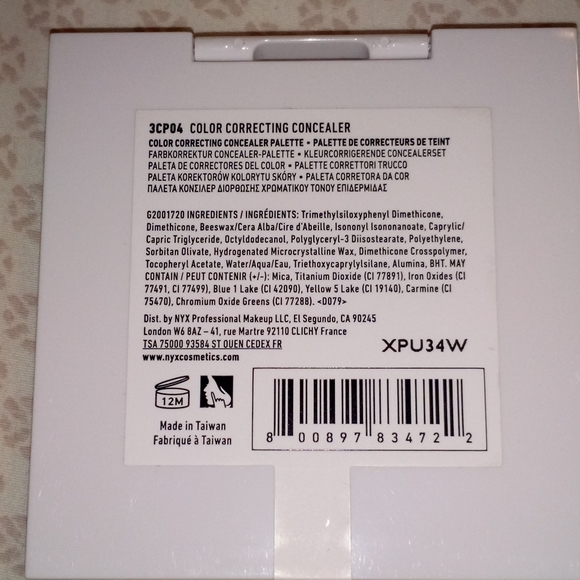 3CP04 COLOR CORRECTING CONCEALER
COLOR CORRECTING CONCEALER PALETTE • PALETTE DE CORRECTEURS DE TEINT
FARBKORREKTUR CONCEALER-PALETTE • KLEURCORRIGERENDE CONCEALERSET
PALETA DE CORRECTORES DEL COLOR • PALETTE CORRETTORI TRUCCO
PALETA KOREKTORÓW KOLORYTU SKÓRY • PALETA CORRETORA DA COR
ΠΑΛΕΤΑ ΚΟΝΣΙΛΕΡ ΔΙΟΡΘΩΣΗΣ ΧΡΩΜΑΤΙΚΟΥ ΤΟΝΟΥ ΕΠΙΔΕΡΜΙΔΑΣ
G2001720 INGREDIENTS / INGRÉDIENTS: Trimethylsiloxyphenyl Dimethicone,
Dimethicone, Beeswax/Cera Alba/Cire d'Abeille, Isononyl Isononanoate, Caprylic/
Capric Triglyceride, Octyldodecanol, Polyglyceryl-3 Diisostearate, Polyethylene,
Sorbitan Olivate, Hydrogenated Microcrystalline Wax, Dimethicone Crosspolymer,
Tocopheryl Acetate, Water/Aqua/Eau, Triethoxycaprylylsilane, Alumina, BHT. MAY
CONTAIN / PEUT CONTENIR (+/-): Mica, Titanium Dioxide (CI 77891), Iron Oxides (CI
77491, CI 77499), Blue 1 Lake (CI 42090), Yellow 5 Lake (CI 19140), Carmine (CI
75470), Chromium Oxide Greens (CI 77288). <D079>
Dist. by NYX Professional Makeup LLC, El Segundo, CA 90245
London W6 8AZ – 41, rue Martre 92110 CLICHY France
TSA 75000 93584 ST OUEN CEDEX FR
www.nyxcosmetics.com
XPU34W
12M
Made in Taiwan
Fabriqué à Taiwan
8 00897 83472 2